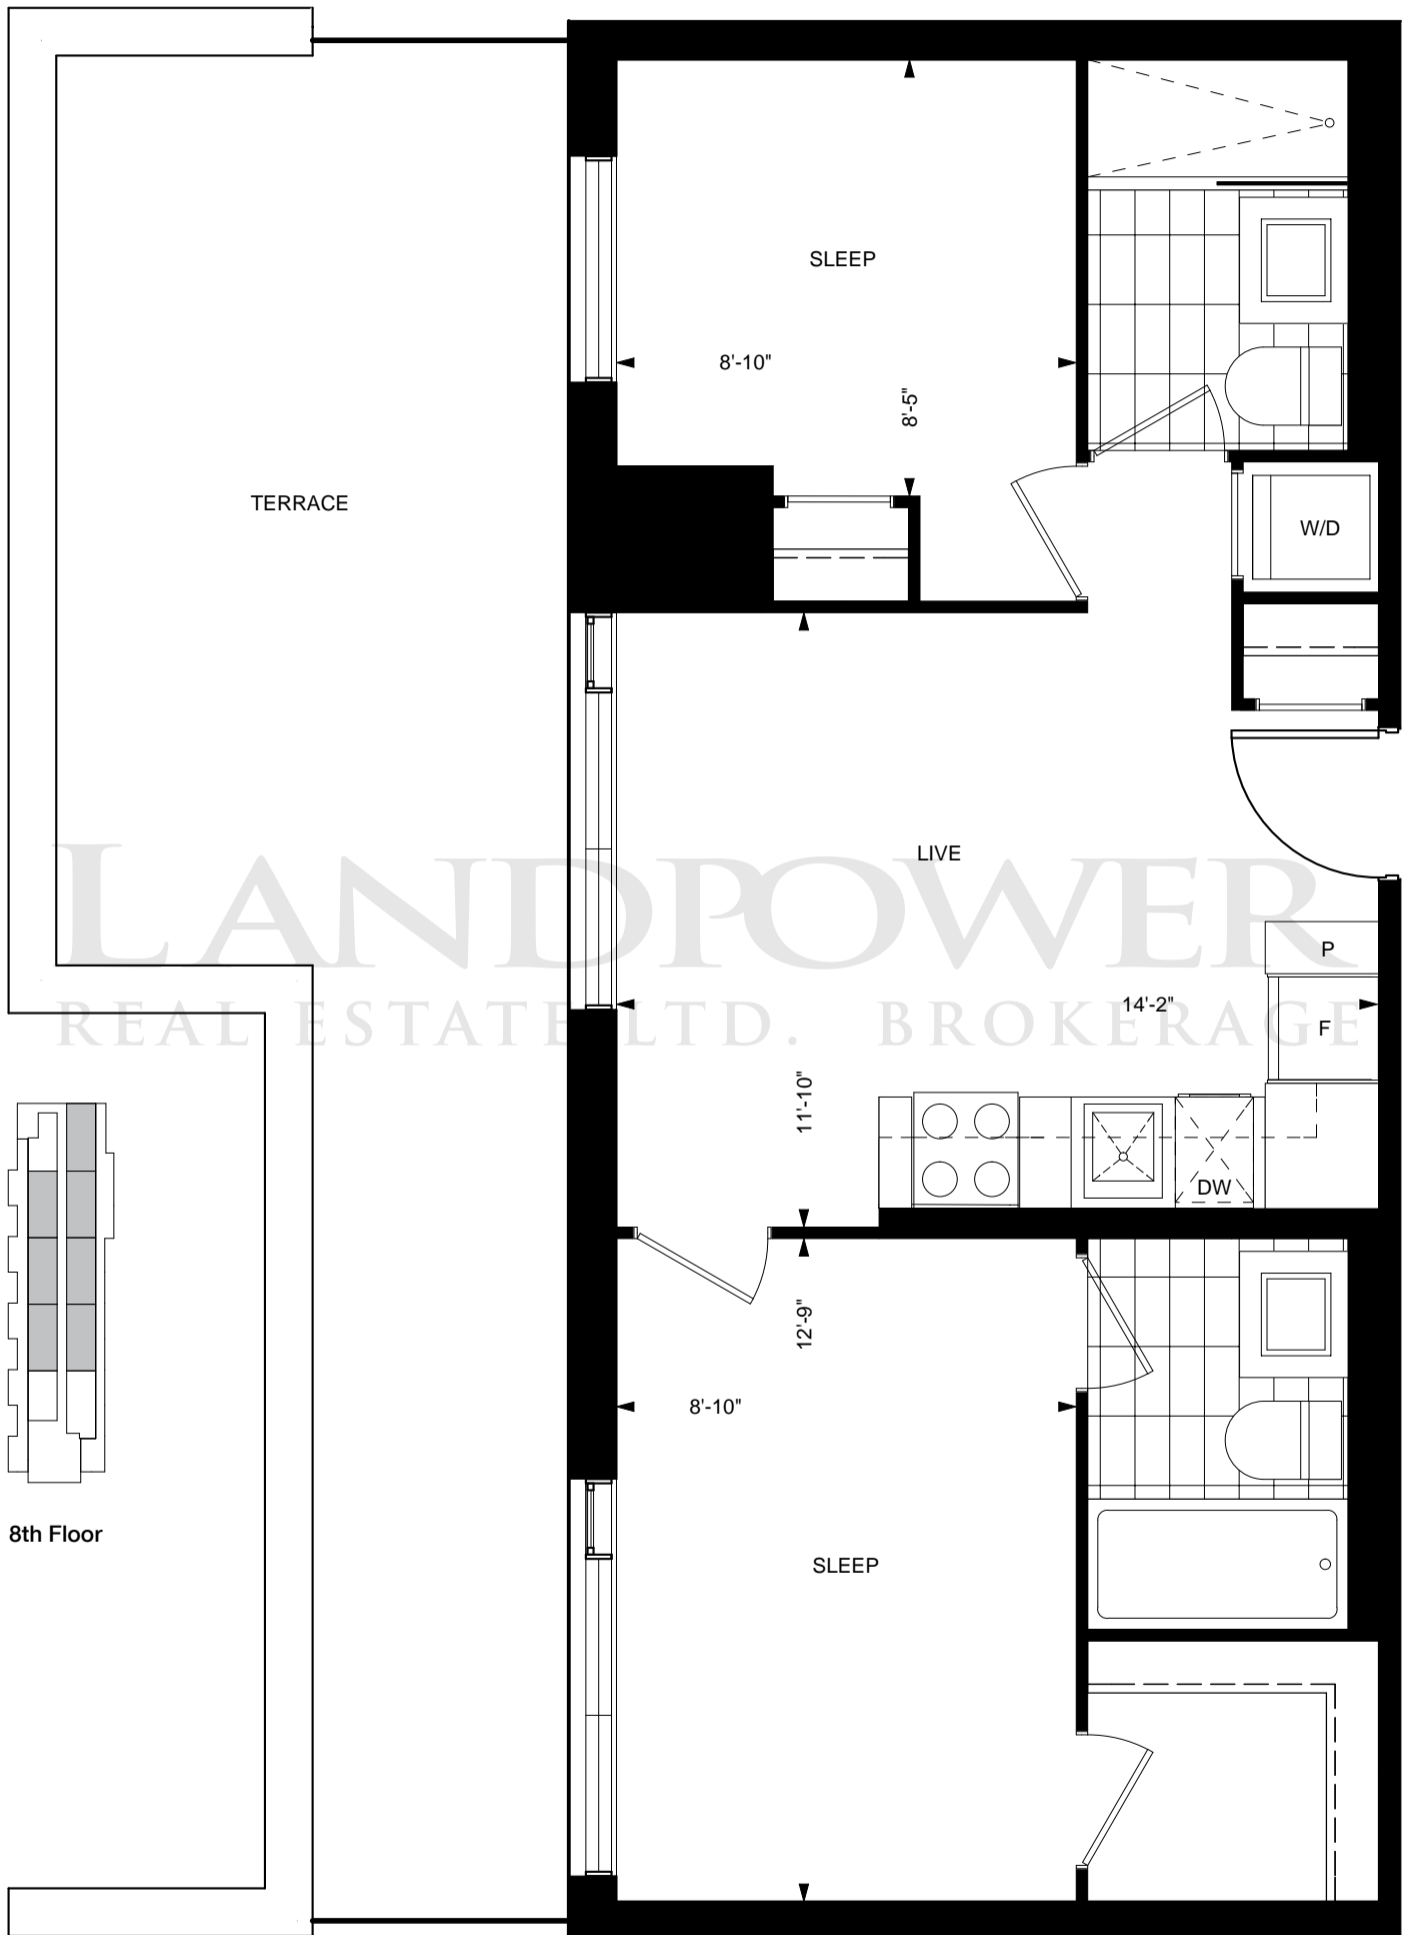 SLEEP
8'-10"
8'-5"
TERRACE
W/D
LIVE
LANDPOWER
REAL ESTATE LTD. BROKERAGE
P
14'-2"
F
11'-10"
DW
12'-9"
8'-10"
8th Floor
SLEEP